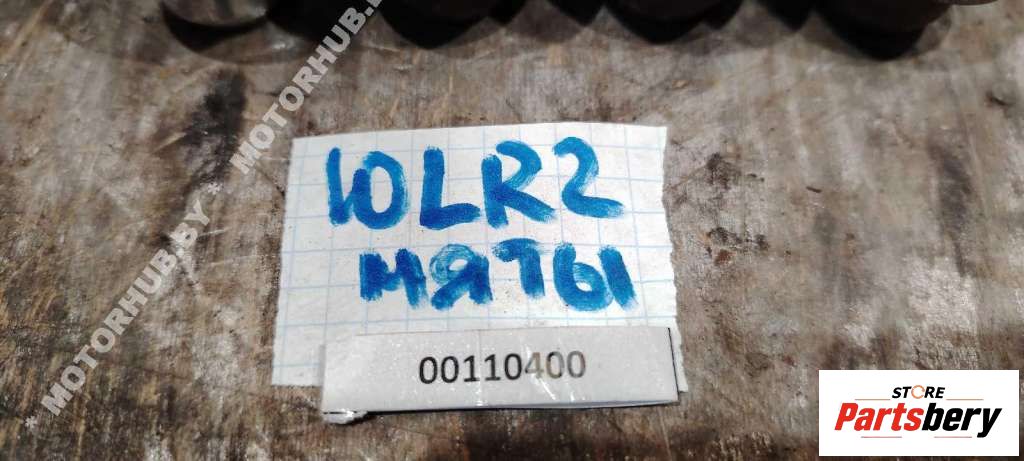 * MOTORHUB.BY * MOTORHUB.BY
10LR2
мяты
00110400
STORE
Partsbery